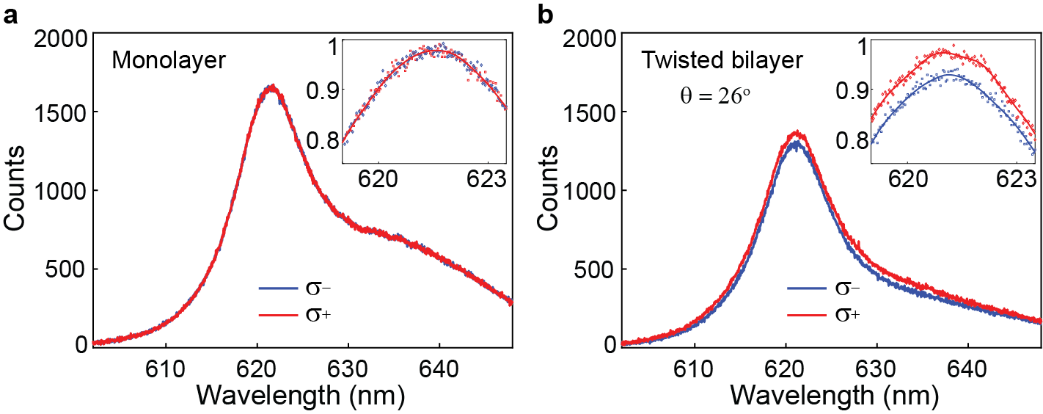 a
2000
1500
1000
500
0
Counts
Monolayer
1
0.9
0.8
620
623
σ−
σ+
610
620
630
640
Wavelength (nm)
b
2000
1500
1000
500
0
Counts
Twisted bilayer
θ = 26°
1
0.9
0.8
620
623
σ−
σ+
610
620
630
640
Wavelength (nm)